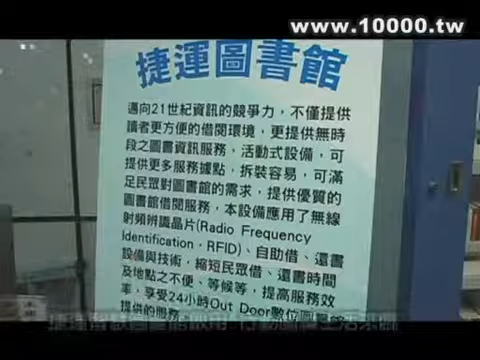 www.10000.tw
捷運圖書館
邁向21世紀資訊的競爭力，不僅提供
讀者更方便的借閱環境，更提供無時
段之圖書資訊服務，活動式設備，可
提供更多服務據點，拆裝容易，可滿
足民眾對圖書館的需求，提供優質的
圖書館借閱服務，本設備應用了無線
射頻辨識晶片(Radio Frequency
Identification，RFID)、自助借、還書
設備與技術，縮短民眾借、還書時間
及地點之不便、等候等，提高服務效
率，享受24小時Out Door數位圖書館
提供的服務